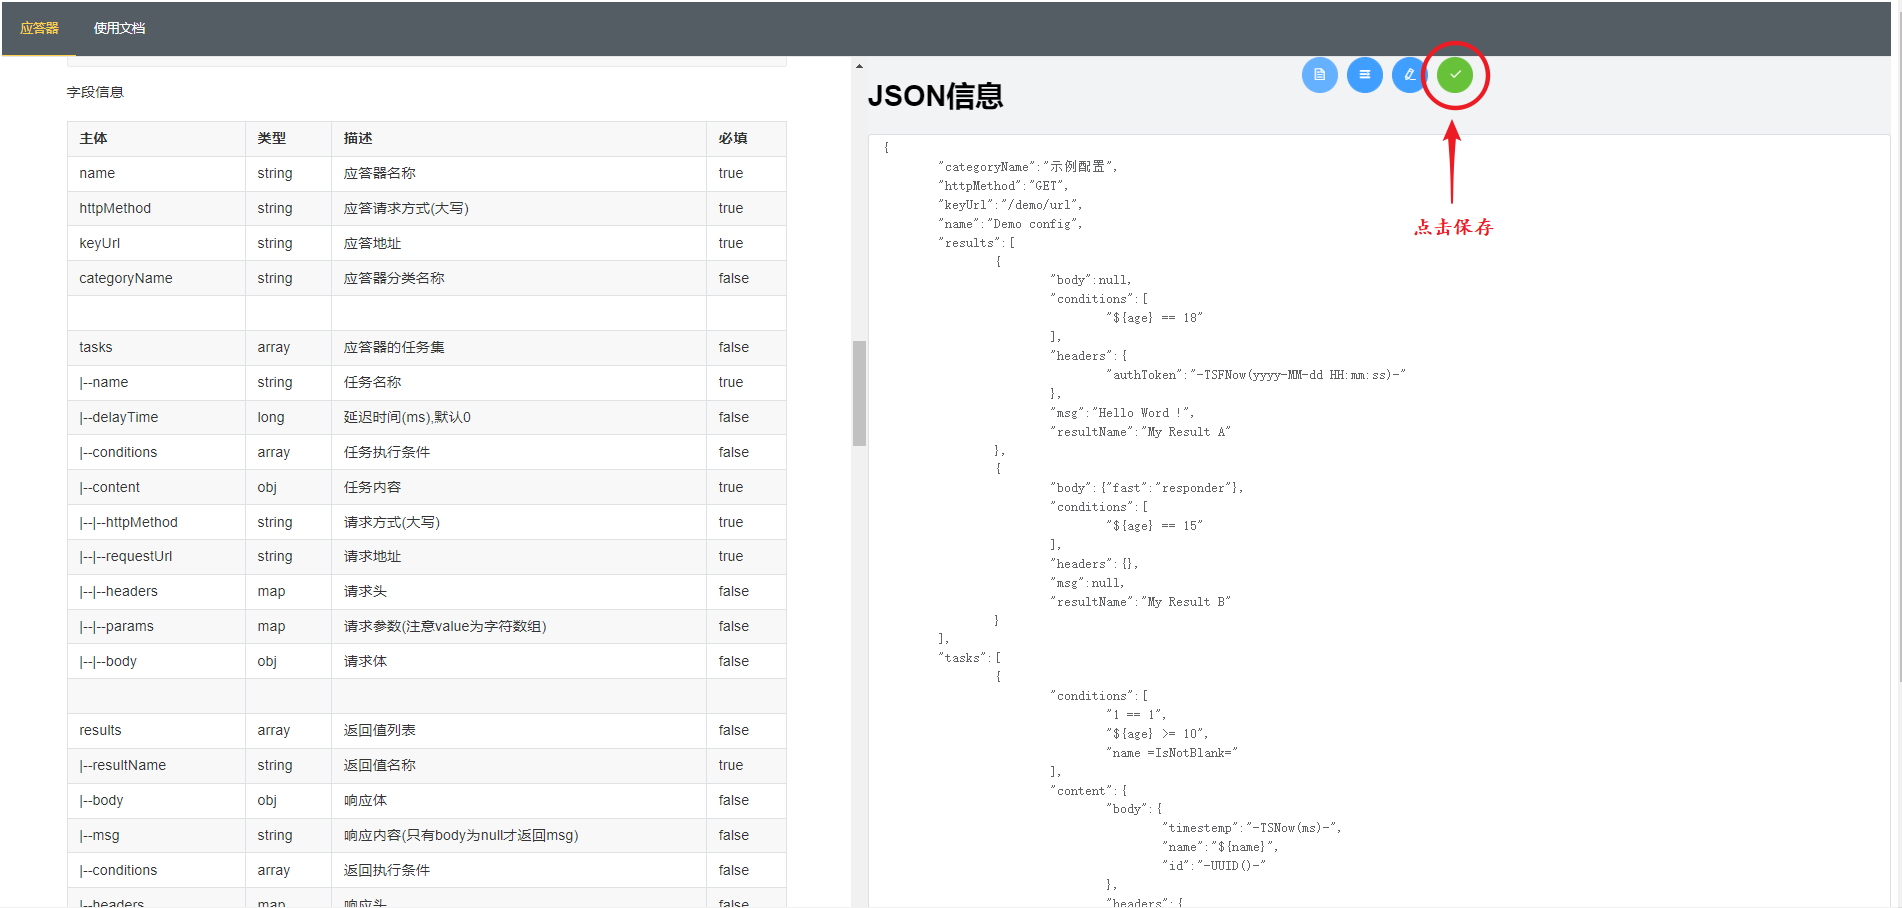 应答器 使用文档
字段信息
主体 类型 描述 必填
name string 应答器名称 true
httpMethod string 应答请求方式(大写) true
keyUrl string 应答地址 true
categoryName string 应答器分类名称 false
tasks array 应答器的任务集 false
|--name string 任务名称 true
|--delayTime long 延迟时间(ms),默认0 false
|--conditions array 任务执行条件 false
|--content obj 任务内容 true
|--|--httpMethod string 请求方式(大写) true
|--|--requestUrl string 请求地址 true
|--|--headers map 请求头 false
|--|--params map 请求参数(注意value为字符数组) false
|--|--body obj 请求体 false
results array 返回值列表 false
|--resultName string 返回值名称 true
|--body obj 响应体 false
|--msg string 响应内容(只有body为null才返回msg) false
|--conditions array 返回执行条件 false
|--headers map 响应头 false
JSON信息
点击保存
{
"categoryName":"示例配置",
"httpMethod":"GET",
"keyUrl":"/demo/url",
"name":"Demo config",
"results":[
{
"body":null,
"conditions":[
"${age} == 18"
],
"headers":{
"authToken":"-TSFNow(yyyy-MM-dd HH:mm:ss)-"
},
"msg":"Hello Word !",
"resultName":"My Result A"
},
{
"body":{"fast":"responder"},
"conditions":[
"${age} == 15"
],
"headers":{},
"msg":null,
"resultName":"My Result B"
}
],
"tasks":[
{
"conditions":[
"1 == 1",
"${age} >= 10",
"name =IsNotBlank="
],
"content":{
"body":{
"timestemp":"-TSNow(ms)-",
"name":"${name}",
"id":"-UUID()-"
},
"headers":{